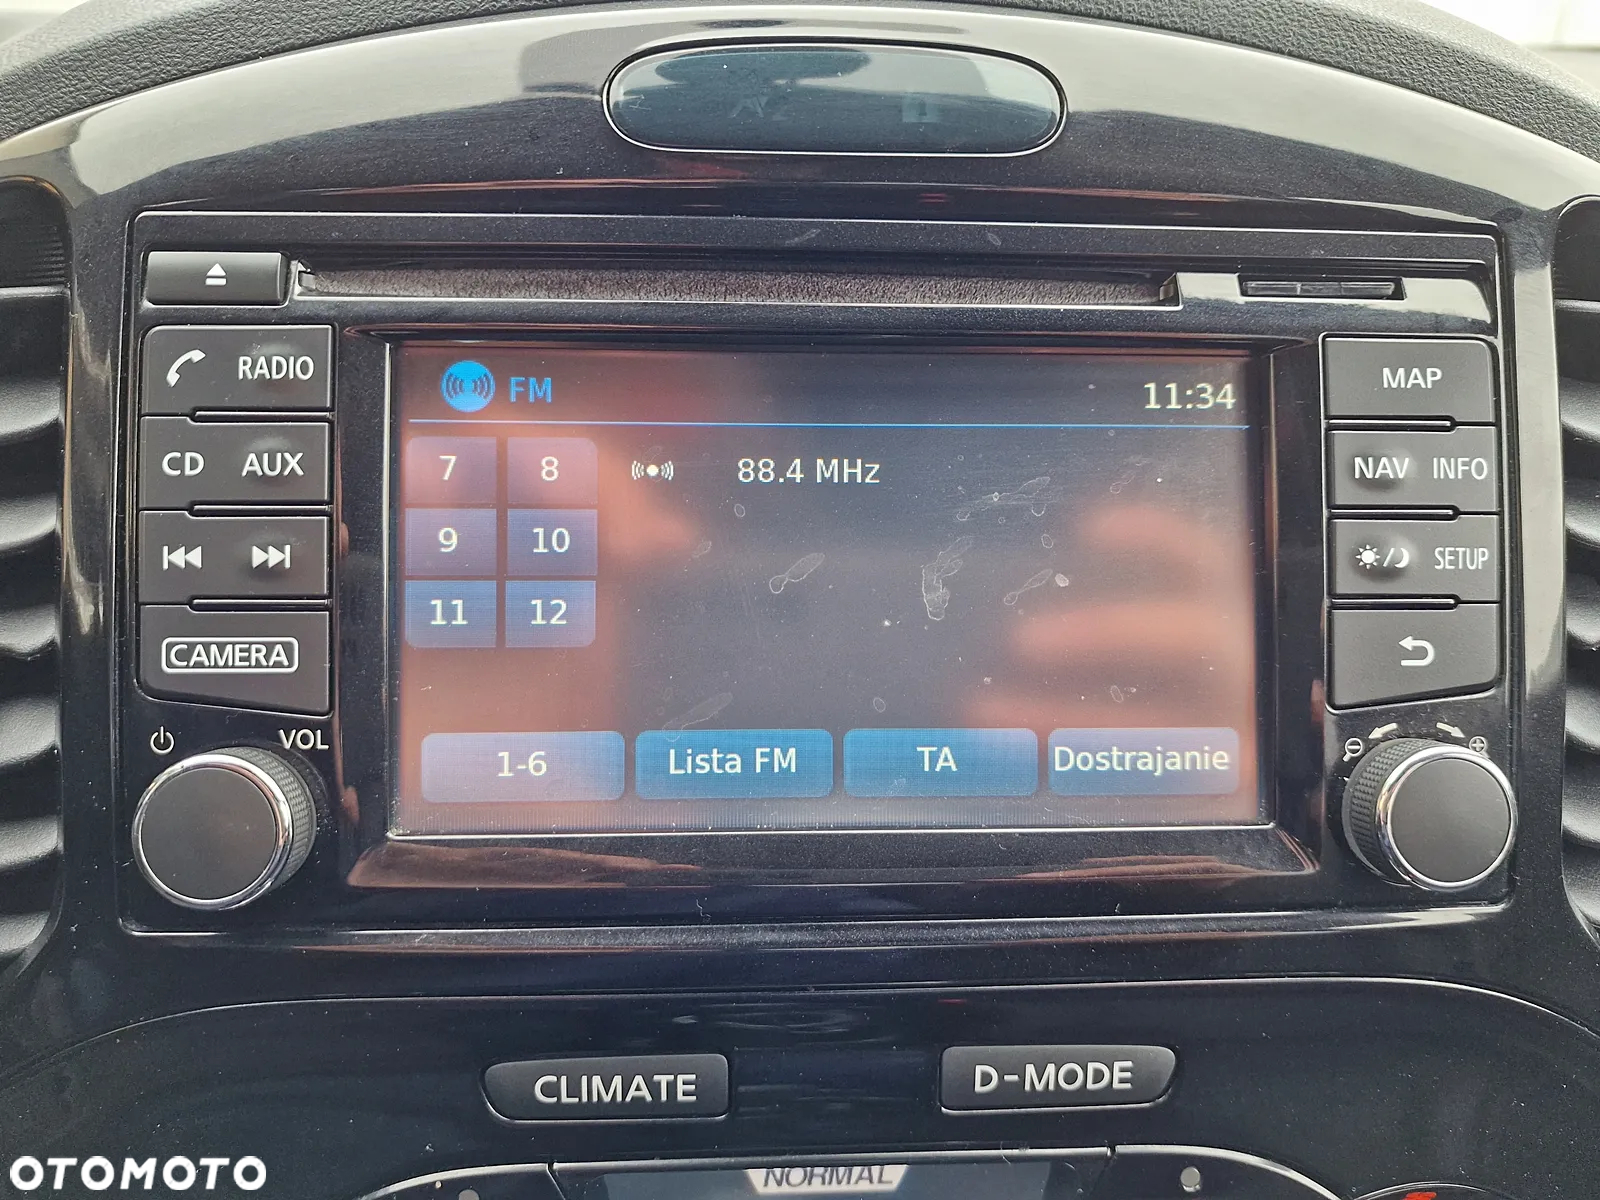 FM
11:34
RADIO
MAP
7 8
88.4 MHz
CD AUX
NAV INFO
9 10
SETUP
11 12
CAMERA
VOL
1-6
Lista FM
TA
Dostrajanie
CLIMATE
D-MODE
NORMAL
OTOMOTO